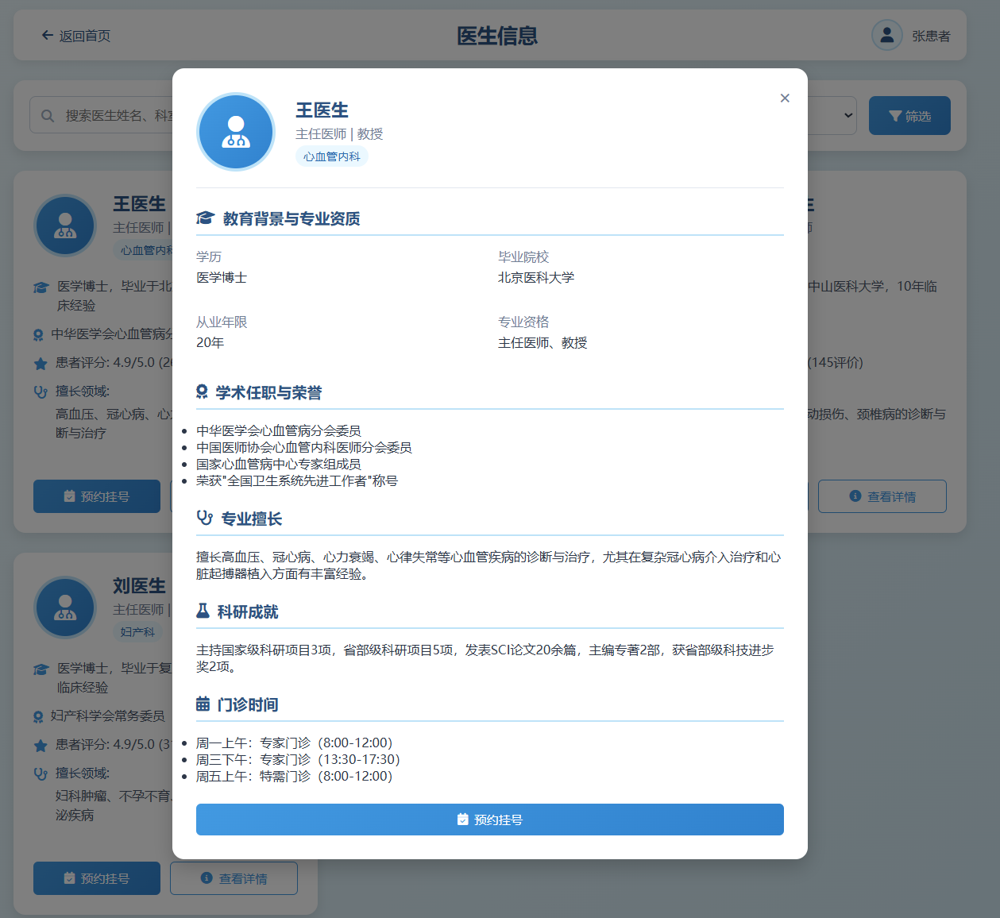 返回首页
医生信息
张患者
搜索医生姓名、科
筛选
王医生
主任医师 | 教授
心血管内科
教育背景与专业资质
学历
医学博士
毕业院校
北京医科大学
从业年限
20年
专业资格
主任医师、教授
学术任职与荣誉
中华医学会心血管病分会委员
中国医师协会心血管内科医师分会委员
国家心血管病中心专家组成员
荣获"全国卫生系统先进工作者"称号
专业擅长
擅长高血压、冠心病、心力衰竭、心律失常等心血管疾病的诊断与治疗，尤其在复杂冠心病介入治疗和心
脏起搏器植入方面有丰富经验。
科研成就
主持国家级科研项目3项，省部级科研项目5项，发表SCI论文20余篇，主编专著2部，获省部级科技进步
奖2项。
门诊时间
周一上午：专家门诊（8:00-12:00）
周三下午：专家门诊（13:30-17:30）
周五上午：特需门诊（8:00-12:00）
预约挂号
王医生
主任医师 |
心血管内
医学博士，毕业于北
床经验
中华医学会心血管病分
患者评分: 4.9/5.0 (2
擅长领域:
高血压、冠心病、心
断与治疗
预约挂号
中山医科大学，10年临
(145评价)
动损伤、颈椎病的诊断与
查看详情
刘医生
主任医师 |
妇产科
医学博士，毕业于复
临床经验
妇产科学会常务委员
患者评分: 4.9/5.0 (3
擅长领域:
妇科肿瘤、不孕不育
泌疾病
预约挂号
查看详情